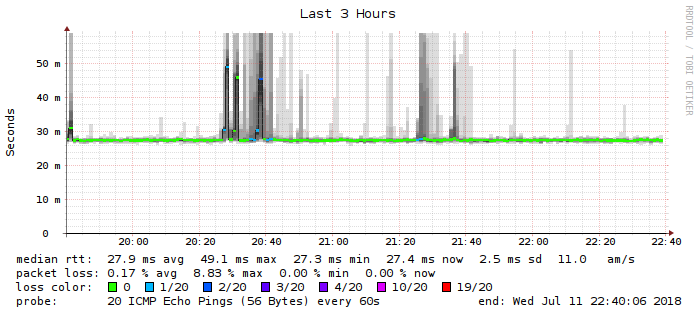 Last 3 Hours
RRDTOOL / TOBI OETIKER
Seconds
50 m
40 m
30 m
20 m
10 m
0
20:00 20:20 20:40 21:00 21:20 21:40 22:00 22:20 22:40
median rtt: 27.9 ms avg 49.1 ms max 27.3 ms min 27.4 ms now 2.5 ms sd 11.0 am/s
packet loss: 0.17 % avg 8.83 % max 0.00 % min 0.00 % now
loss color: 0 1/20 2/20 3/20 4/20 10/20 19/20
probe: 20 ICMP Echo Pings (56 Bytes) every 60s end: Wed Jul 11 22:40:06 2018